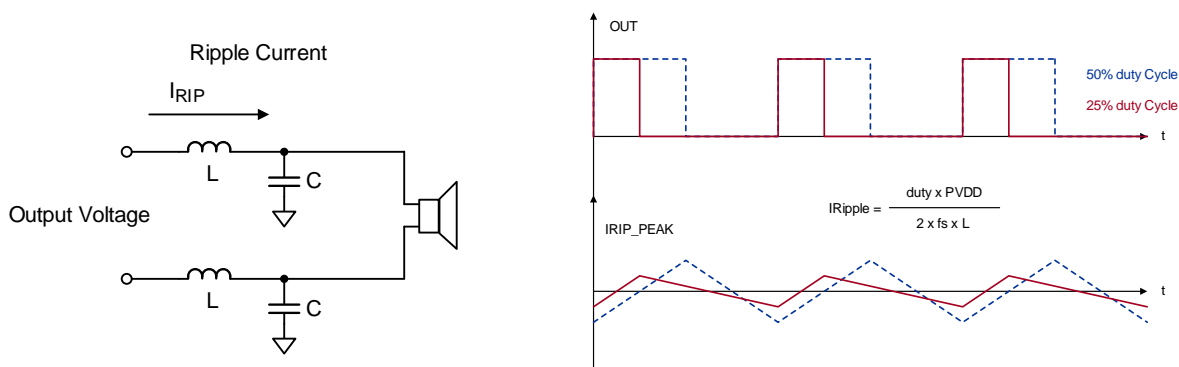 Ripple Current
IRIP
L
C
Output Voltage
L
C
OUT
50% duty Cycle
25% duty Cycle
t
IRipple = duty x PVDD
2 x fs x L
IRIP_PEAK
t